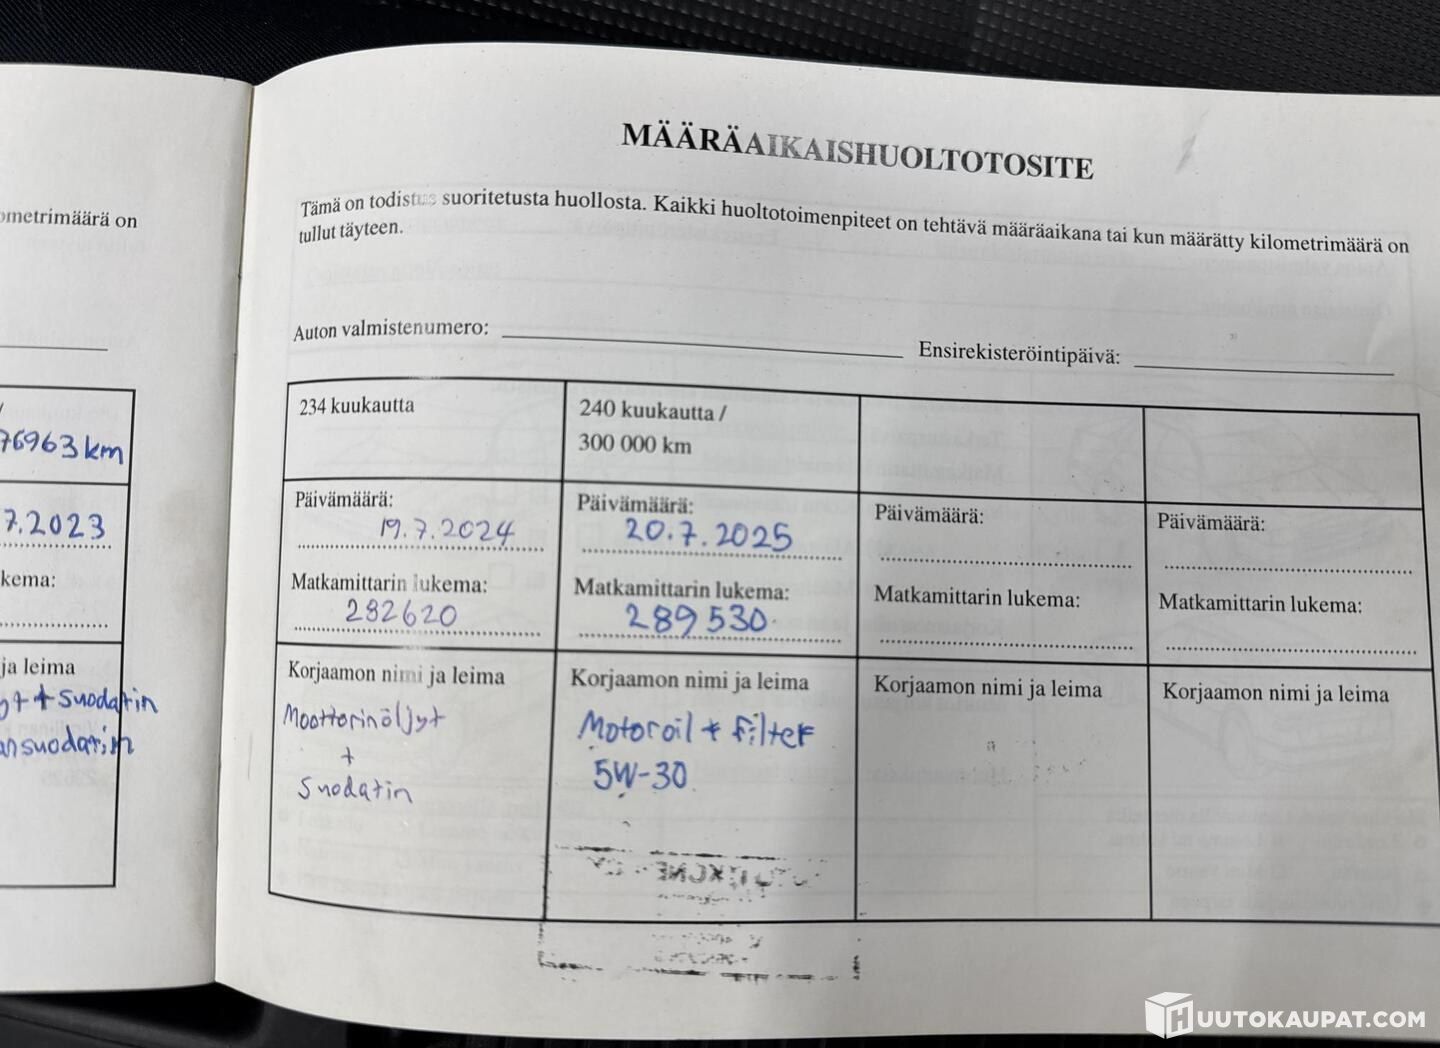 ometrimäärä on
76963 km
7.2023
kema:
ja leima
+ suodatin
ansuodatin
MÄÄRÄAIKAISHUOLTOTOSITE
Tämä on todistus suoritetusta huollosta. Kaikki huoltotoimenpiteet on tehtävä määräaikana tai kun määrätty kilometrimäärä on
tullut täyteen.
Auton valmistenumero:
Ensirekisteröintipäivä:
234 kuukautta
Päivämäärä:
19.7.2024
Matkamittarin lukema:
282620
Korjaamon nimi ja leima
Moottorinöljyt
+
Suodatin
240 kuukautta /
300 000 km
Päivämäärä:
20.7.2025
Matkamittarin lukema:
289530
Korjaamon nimi ja leima
Motoroil + Filter
5W-30
Päivämäärä:
Matkamittarin lukema:
Korjaamon nimi ja leima
Päivämäärä:
Matkamittarin lukema:
Korjaamon nimi ja leima
HUUTOKAUPAT.COM